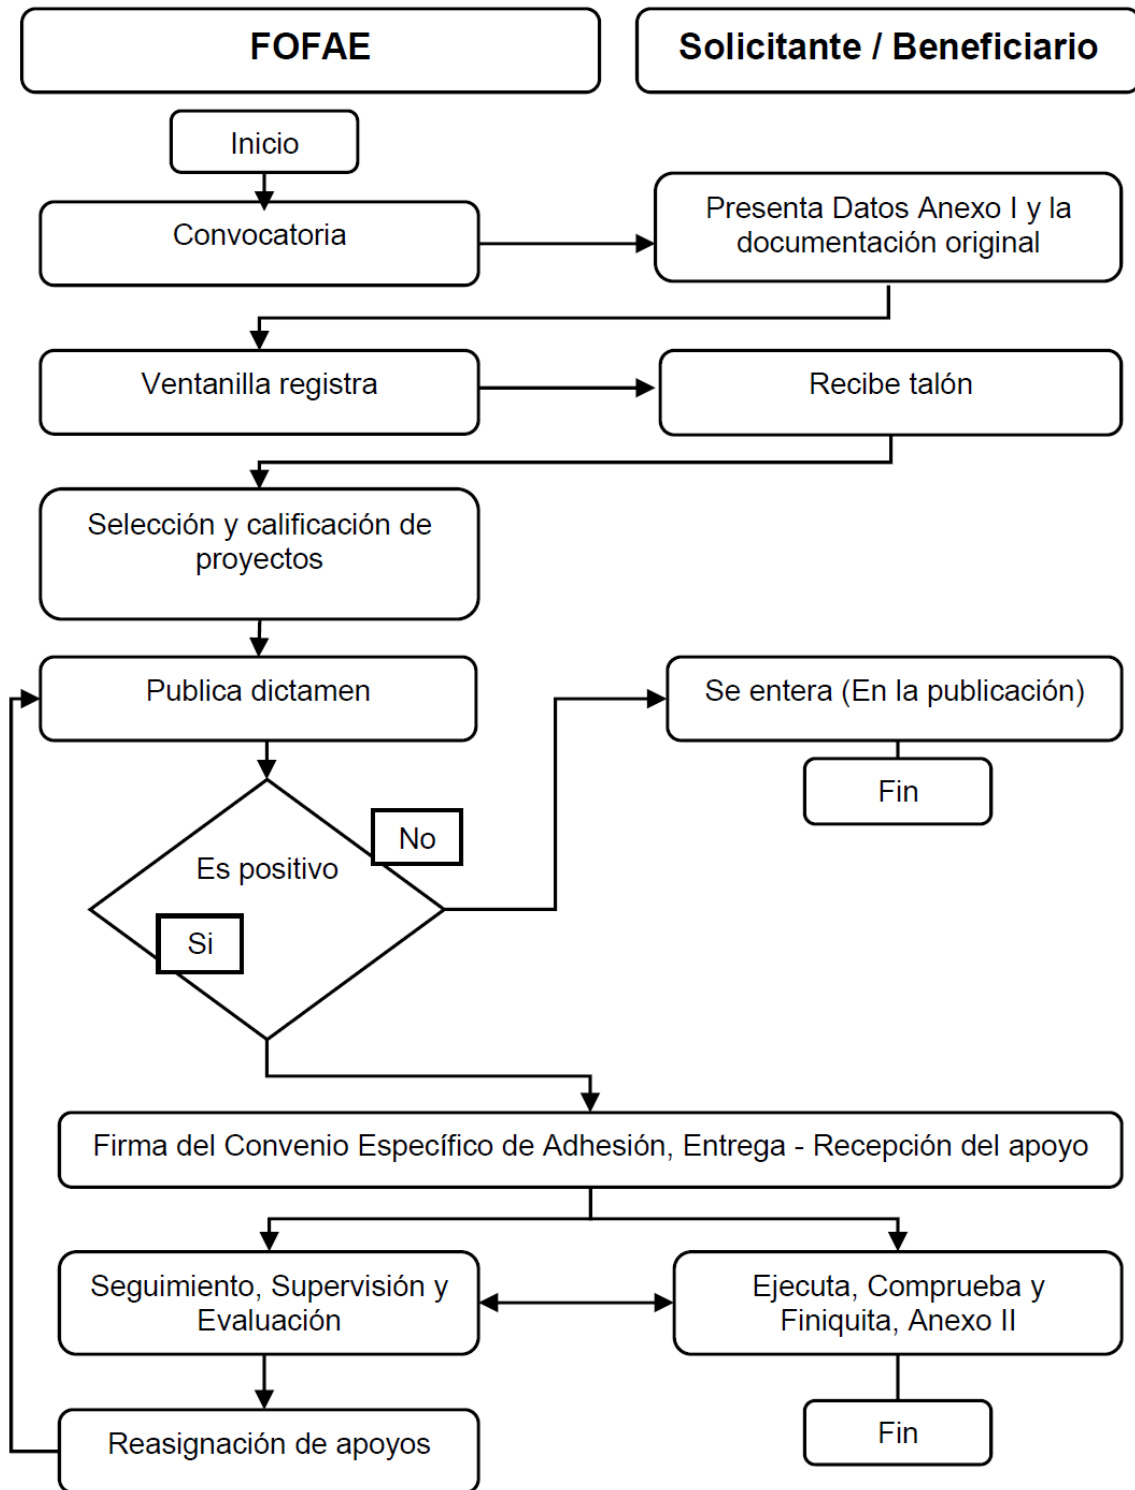 FOFAE
Solicitante / Beneficiario
Inicio
Convocatoria
Presenta Datos Anexo I y la
documentación original
Ventanilla registra
Recibe talón
Selección y calificación de
proyectos
Publica dictamen
Se entera (En la publicación)
Fin
No
Es positivo
Si
Firma del Convenio Específico de Adhesión, Entrega - Recepción del apoyo
Seguimiento, Supervisión y
Evaluación
Ejecuta, Comprueba y
Finiquita, Anexo II
Reasignación de apoyos
Fin